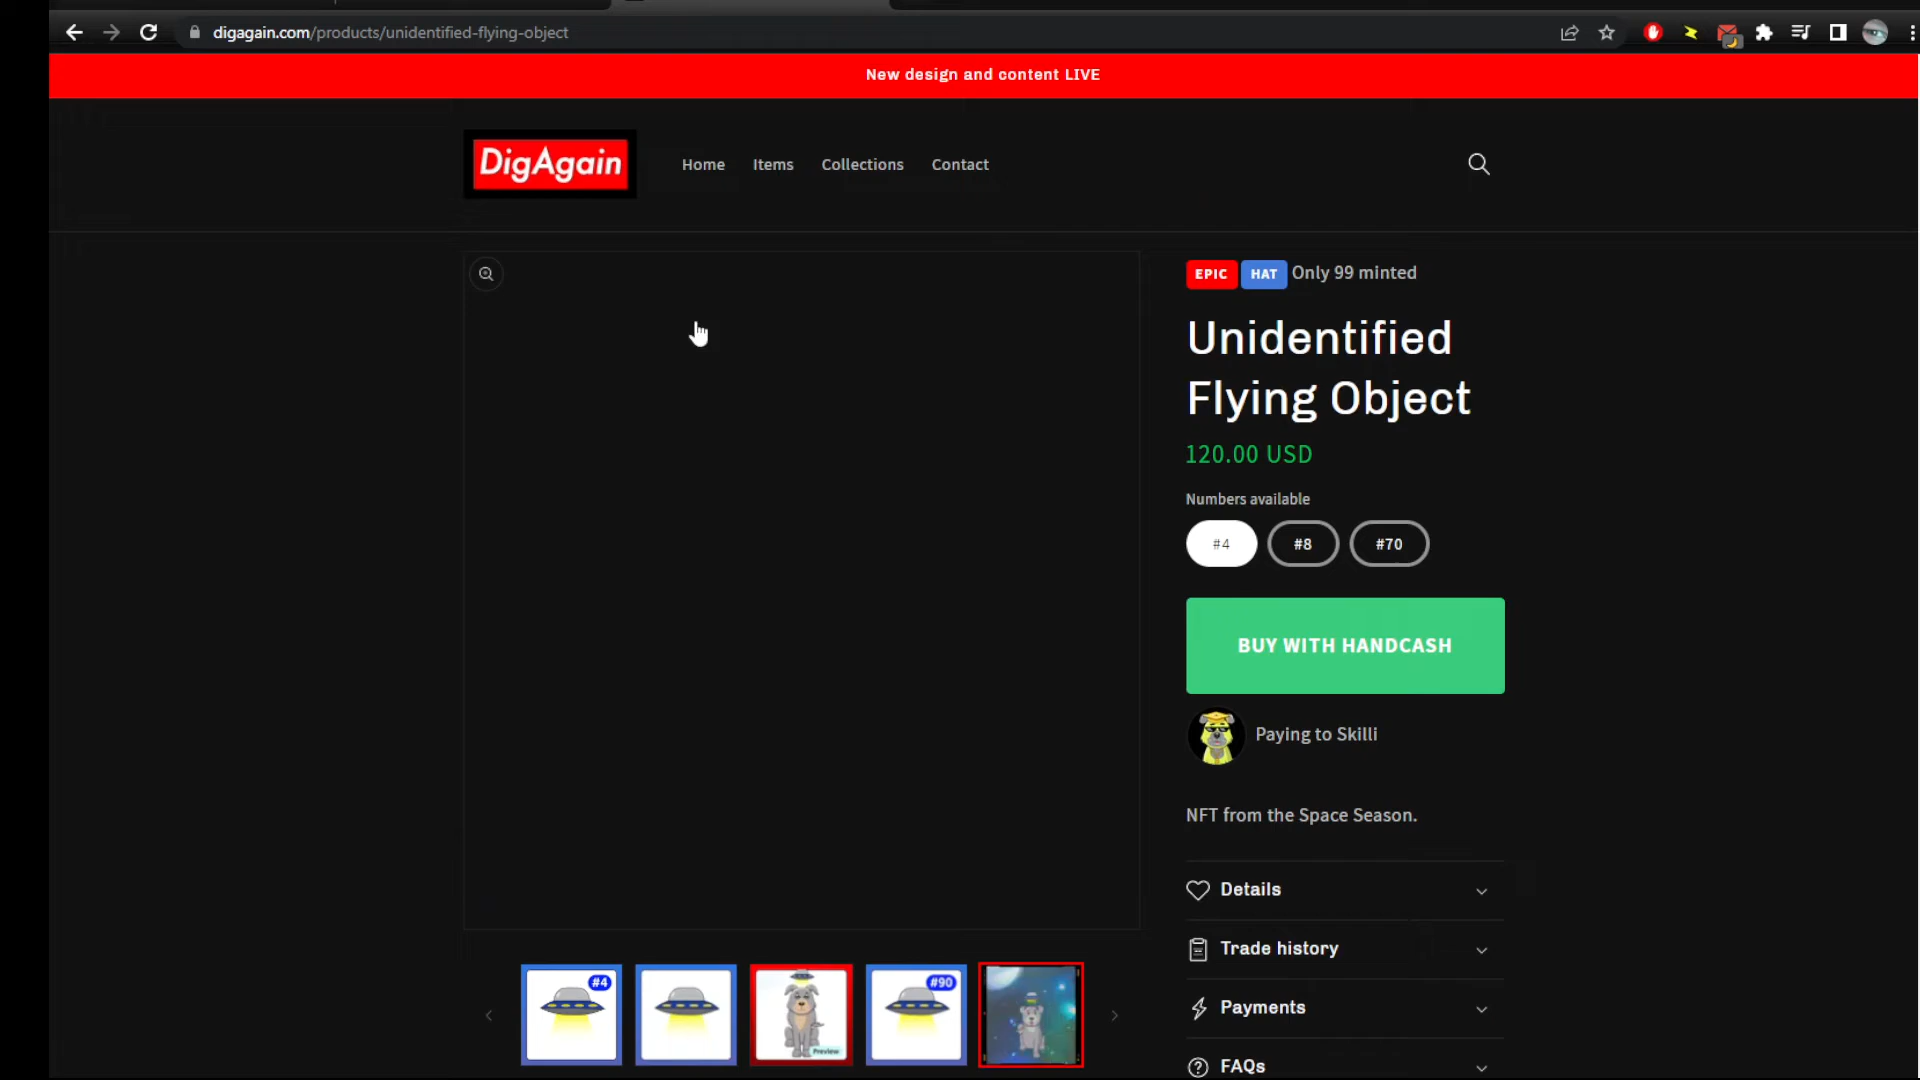 digagain.com/products/unidentified-flying-object
New design and content LIVE
DigAgain
Home Items Collections Contact
EPIC HAT Only 99 minted
Unidentified
Flying Object
120.00 USD
Numbers available
#4 #8 #70
BUY WITH HANDCASH
Paying to Skilli
NFT from the Space Season.
Details
Trade history
Payments
FAQs
#4 #90
Preview